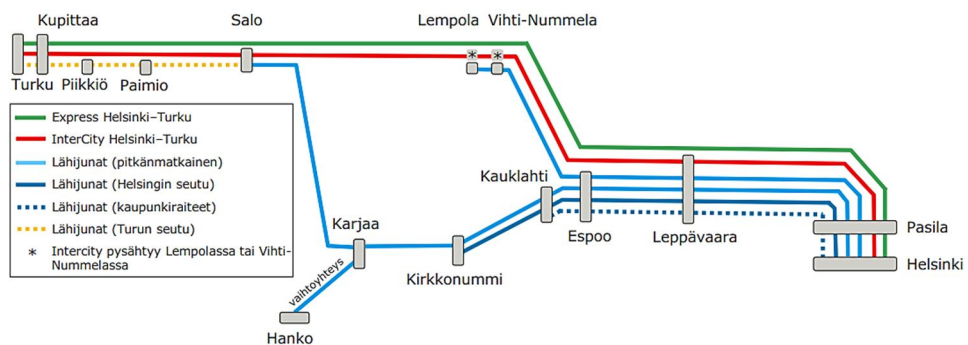 Kupittaa
Salo
Lempola
Vihti-Nummela
*
*
Turku
Piikkiö
Paimio
Express Helsinki–Turku
InterCity Helsinki–Turku
Lähijunat (pitkänmatkainen)
Lähijunat (Helsingin seutu)
Lähijunat (kaupunkiraiteet)
Lähijunat (Turun seutu)
* Intercity pysähtyy Lempolassa tai Vihti-
Nummelassa
Kauklahti
Karjaa
Espoo
Leppävaara
Pasila
Kirkkonummi
Helsinki
vaihtoyhteys
Hanko